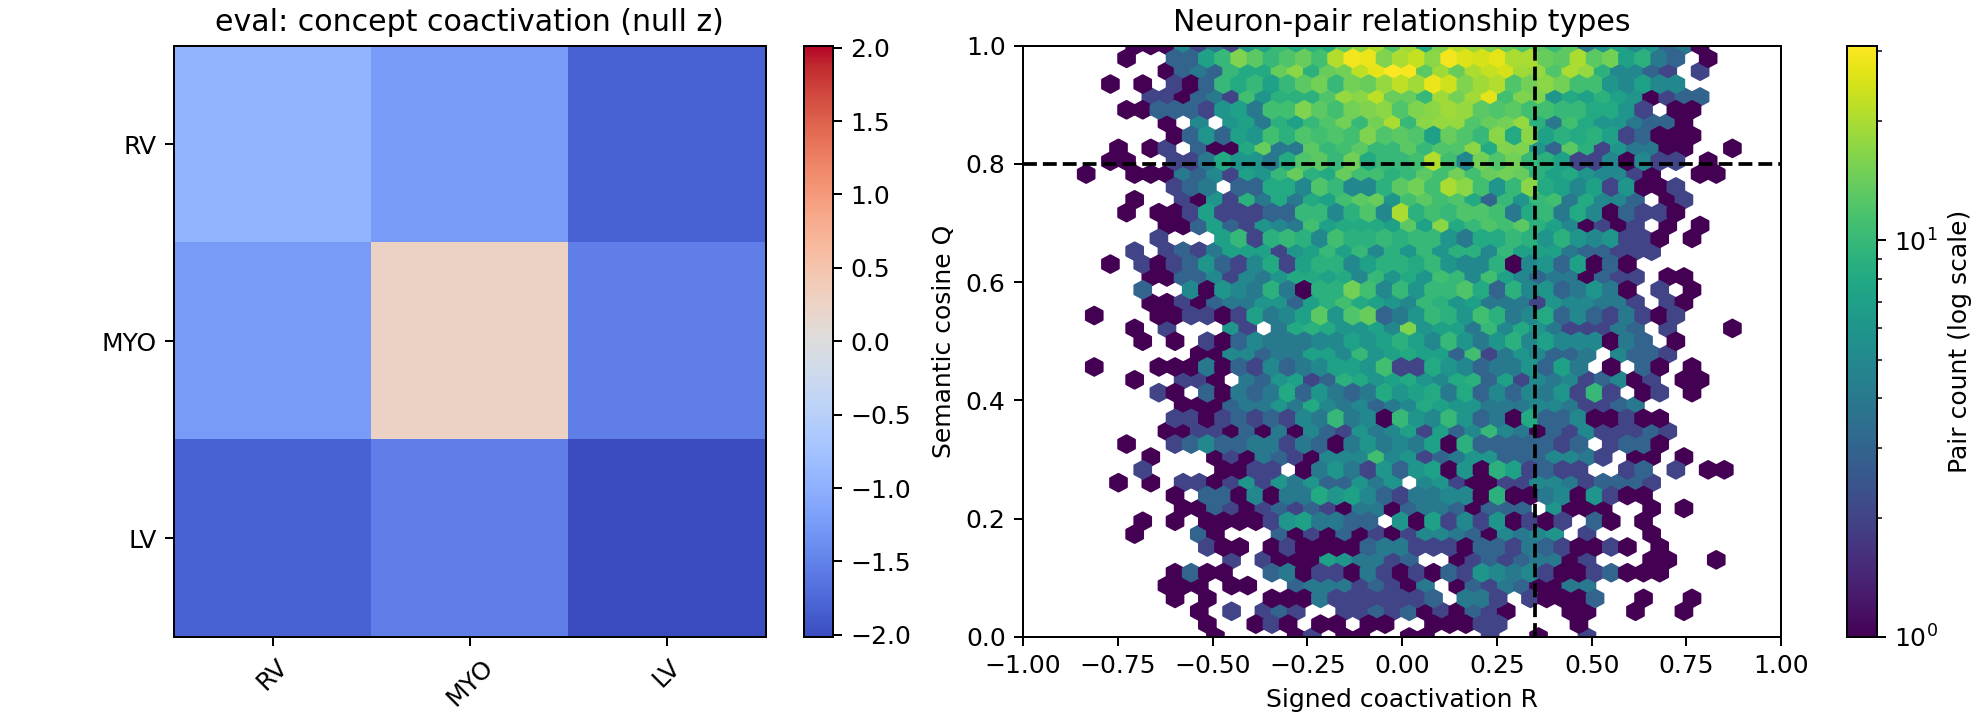 eval: concept coactivation (null z)
RV
MYO
LV
RV
MYO
LV
2.0
1.5
1.0
0.5
0.0
−0.5
−1.0
−1.5
−2.0
Neuron-pair relationship types
Semantic cosine Q
1.0
0.8
0.6
0.4
0.2
0.0
−1.00 −0.75 −0.50 −0.25 0.00 0.25 0.50 0.75 1.00
Signed coactivation R
10¹
10⁰
Pair count (log scale)